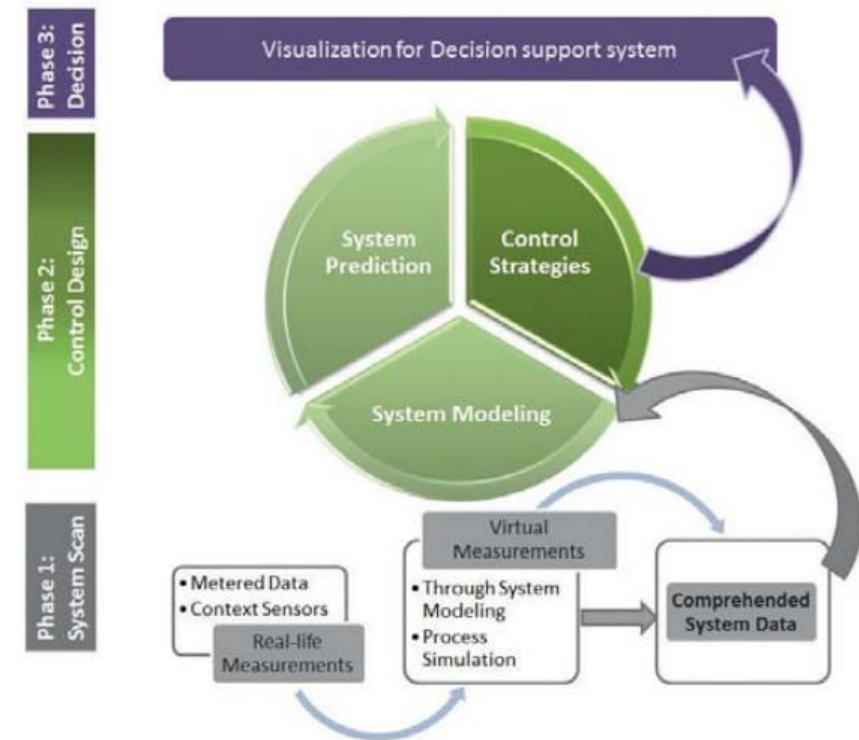 Phase 3:
Decision
Visualization for Decision support system
Phase 2:
Control Design
System
Prediction
Control
Strategies
System Modeling
Phase 1:
System Scan
• Metered Data
• Context Sensors
Real-life
Measurements
Virtual
Measurements
• Through System
Modeling
• Process
Simulation
Comprehended
System Data